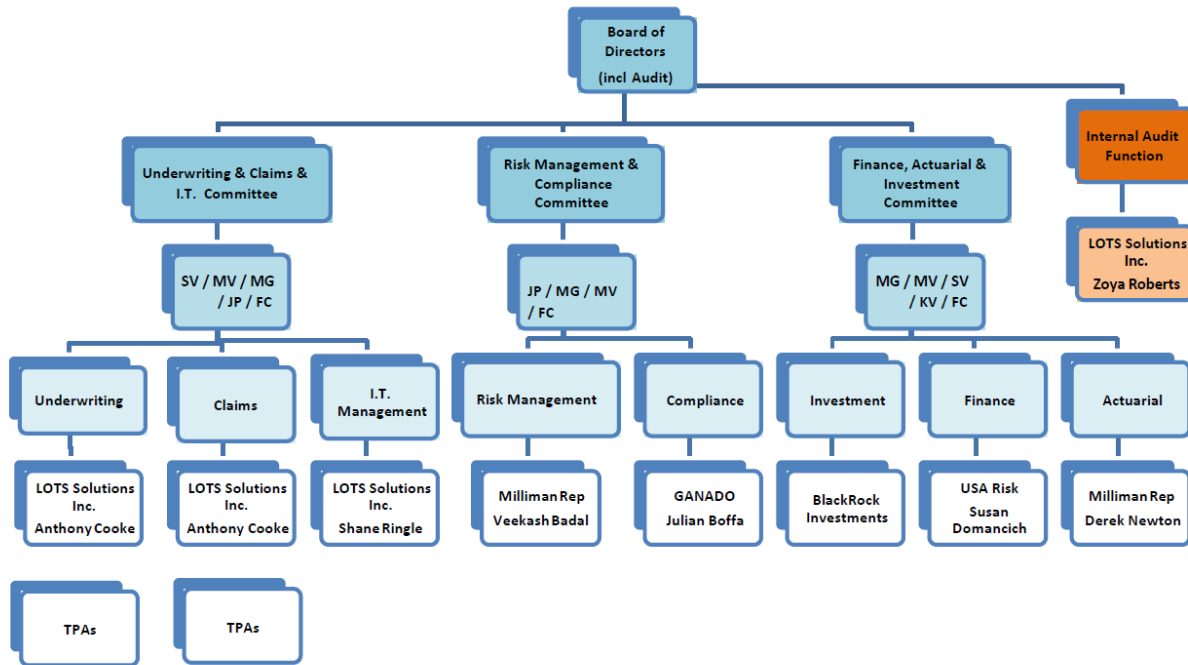 Board of
Directors
(incl Audit)
Internal Audit
Function
Underwriting & Claims &
I.T. Committee
Risk Management &
Compliance
Committee
Finance, Actuarial &
Investment
Committee
LOTS Solutions
Inc.
Zoya Roberts
SV / MV / MG
/ JP / FC
JP / MG / MV
/ FC
MG / MV / SV
/ KV / FC
Underwriting
Claims
I.T.
Management
Risk Management
Compliance
Investment
Finance
Actuarial
LOTS Solutions
Inc.
Anthony Cooke
LOTS Solutions
Inc.
Anthony Cooke
LOTS Solutions
Inc.
Shane Ringle
Milliman Rep
Veekash Badal
GANADO
Julian Boffa
BlackRock
Investments
USA Risk
Susan
Domancich
Milliman Rep
Derek Newton
TPAs
TPAs